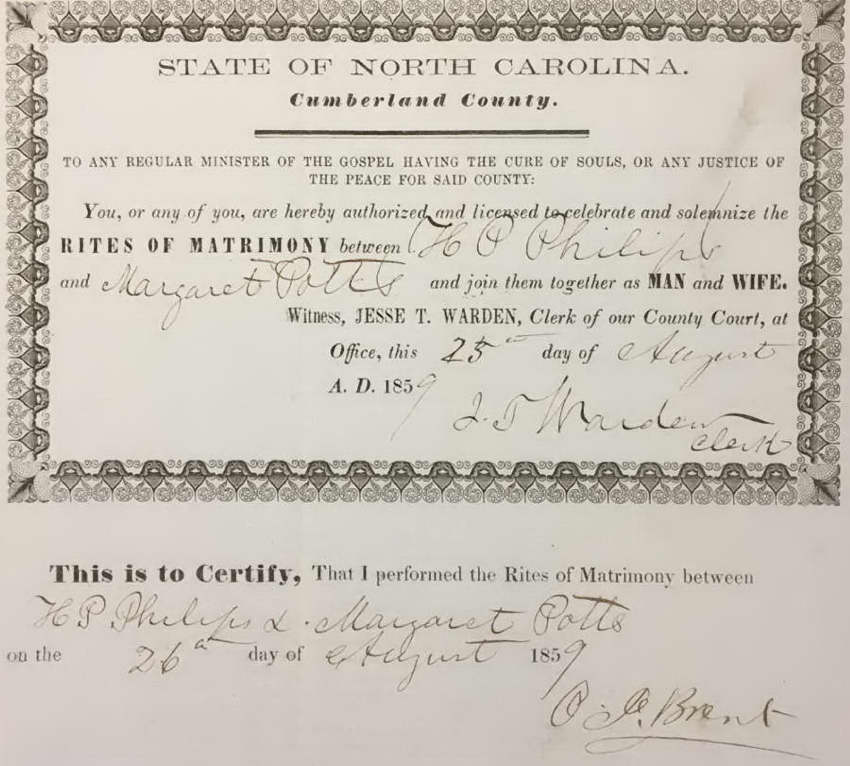 STATE OF NORTH CAROLINA.
Cumberland County.
TO ANY REGULAR MINISTER OF THE GOSPEL HAVING THE CURE OF SOULS, OR ANY JUSTICE OF
THE PEACE FOR SAID COUNTY:
You, or any of you, are hereby authorized and licensed to celebrate and solemnize the
RITES OF MATRIMONY between H P Philips
and Margaret Potts and join them together as MAN and WIFE.
Witness, JESSE T. WARDEN, Clerk of our County Court, at
Office, this 25th day of August
A. D. 1859
J. T Warden
Clerk
This is to Certify, That I performed the Rites of Matrimony between
H P Philips & Margaret Potts
on the 26 day of August 1859
Brent